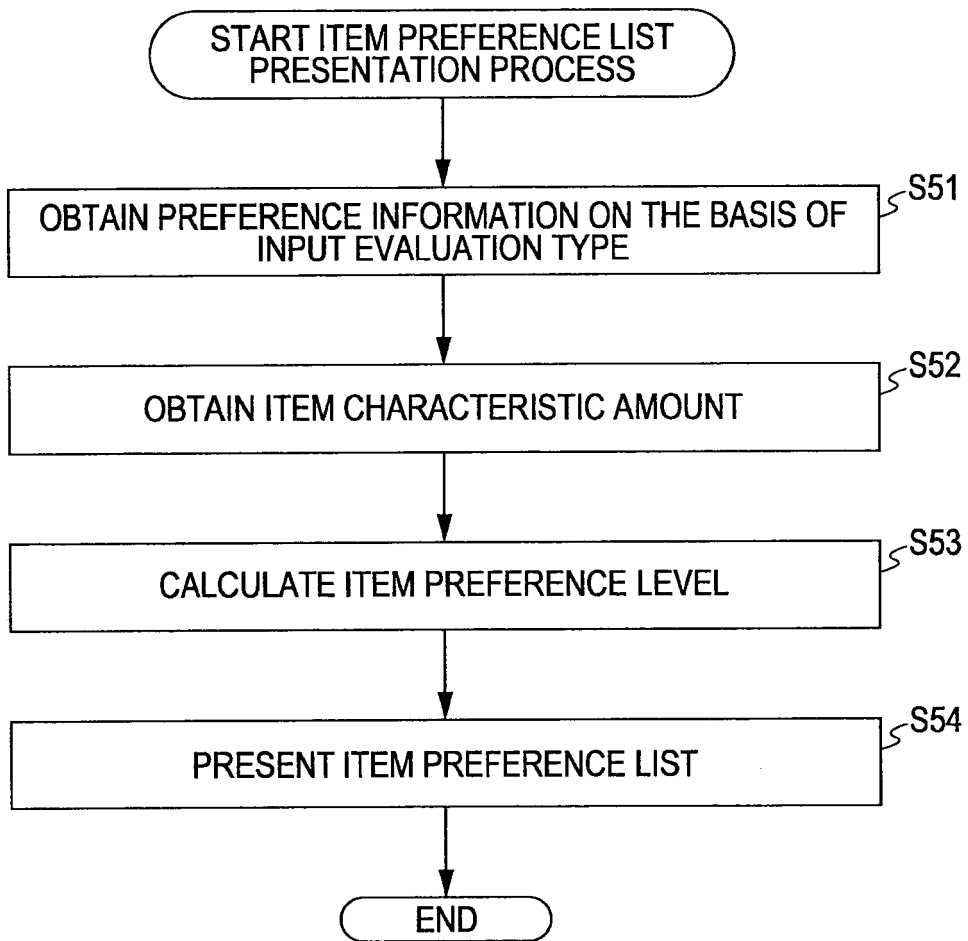 START ITEM PREFERENCE LIST
PRESENTATION PROCESS
S51
OBTAIN PREFERENCE INFORMATION ON THE BASIS OF
INPUT EVALUATION TYPE
S52
OBTAIN ITEM CHARACTERISTIC AMOUNT
S53
CALCULATE ITEM PREFERENCE LEVEL
S54
PRESENT ITEM PREFERENCE LIST
END